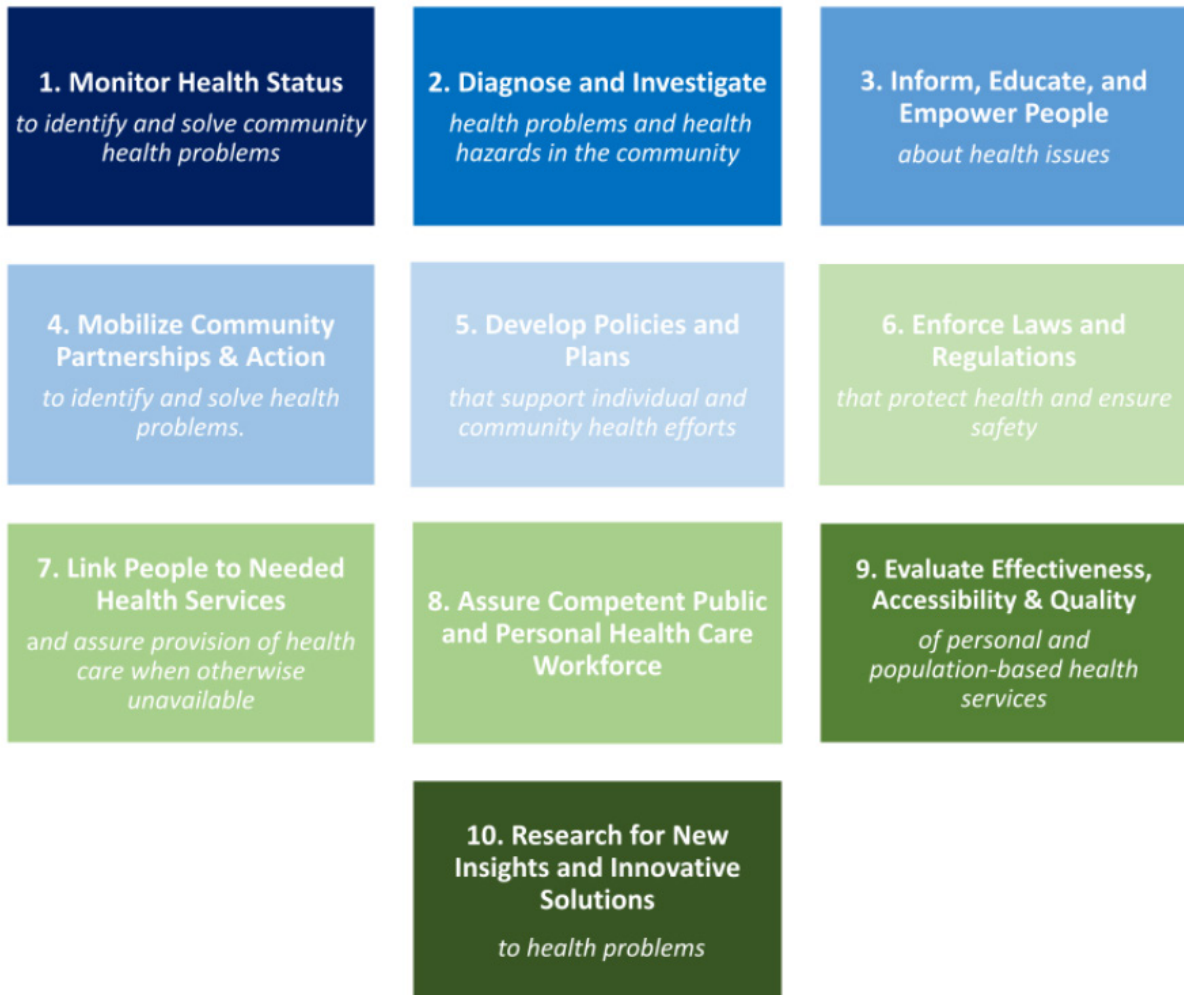 1. Monitor Health Status
to identify and solve community
health problems
2. Diagnose and Investigate
health problems and health
hazards in the community
3. Inform, Educate, and
Empower People
about health issues
4. Mobilize Community
Partnerships & Action
to identify and solve health
problems.
5. Develop Policies and
Plans
that support individual and
community health efforts
6. Enforce Laws and
Regulations
that protect health and ensure
safety
7. Link People to Needed
Health Services
and assure provision of health
care when otherwise
unavailable
8. Assure Competent Public
and Personal Health Care
Workforce
9. Evaluate Effectiveness,
Accessibility & Quality
of personal and
population-based health
services
10. Research for New
Insights and Innovative
Solutions
to health problems